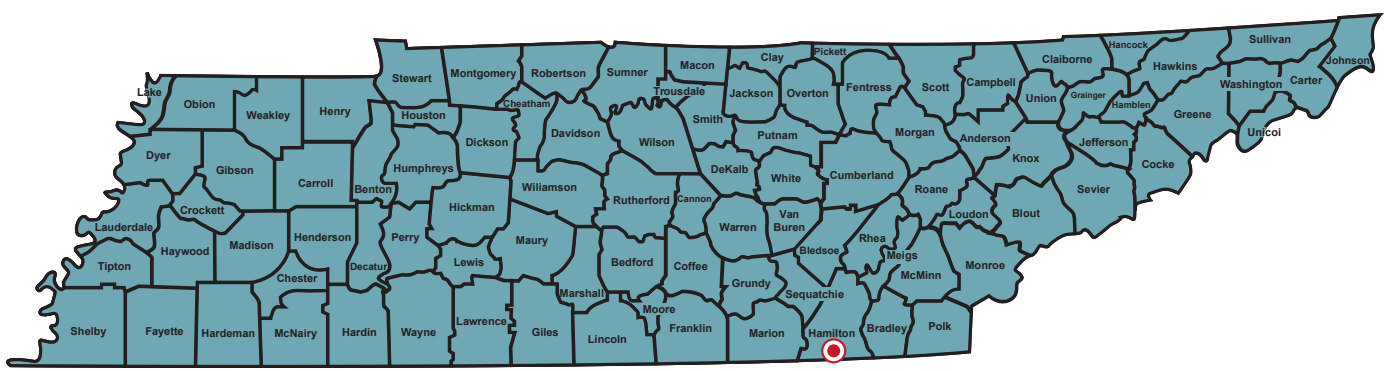 Sullivan
Johnson
Hancock
Pickett
Clay
Claiborne
Hawkins
Macon
Sumner
Robertson
Montgomery
Stewart
Carter
Washington
Campbell
Scott
Fentress
Overton
Jackson
Trousdale
Cheatham
Lake
Obion
Weakley
Henry
Houston
Union
Grainger
Hamblen
Greene
Unicoi
Smith
Putnam
Morgan
Anderson
Jefferson
Davidson
Wilson
Dickson
Knox
Cocke
Dyer
Gibson
Carroll
Benton
Humphreys
DeKalb
White
Cumberland
Roane
Sevier
Wiliamson
Rutherford
Cannon
Loudon
Blout
Crockett
Hickman
Lauderdale
Haywood
Madison
Henderson
Perry
Maury
Warren
Van
Buren
Bledsoe
Rhea
Meigs
McMinn
Monroe
Tipton
Chester
Decatur
Lewis
Bedford
Coffee
Grundy
Sequatchie
Marshall
Moore
Shelby
Fayette
Hardeman
McNairy
Hardin
Wayne
Lawrence
Giles
Lincoln
Franklin
Marion
Hamilton
Bradley
Polk